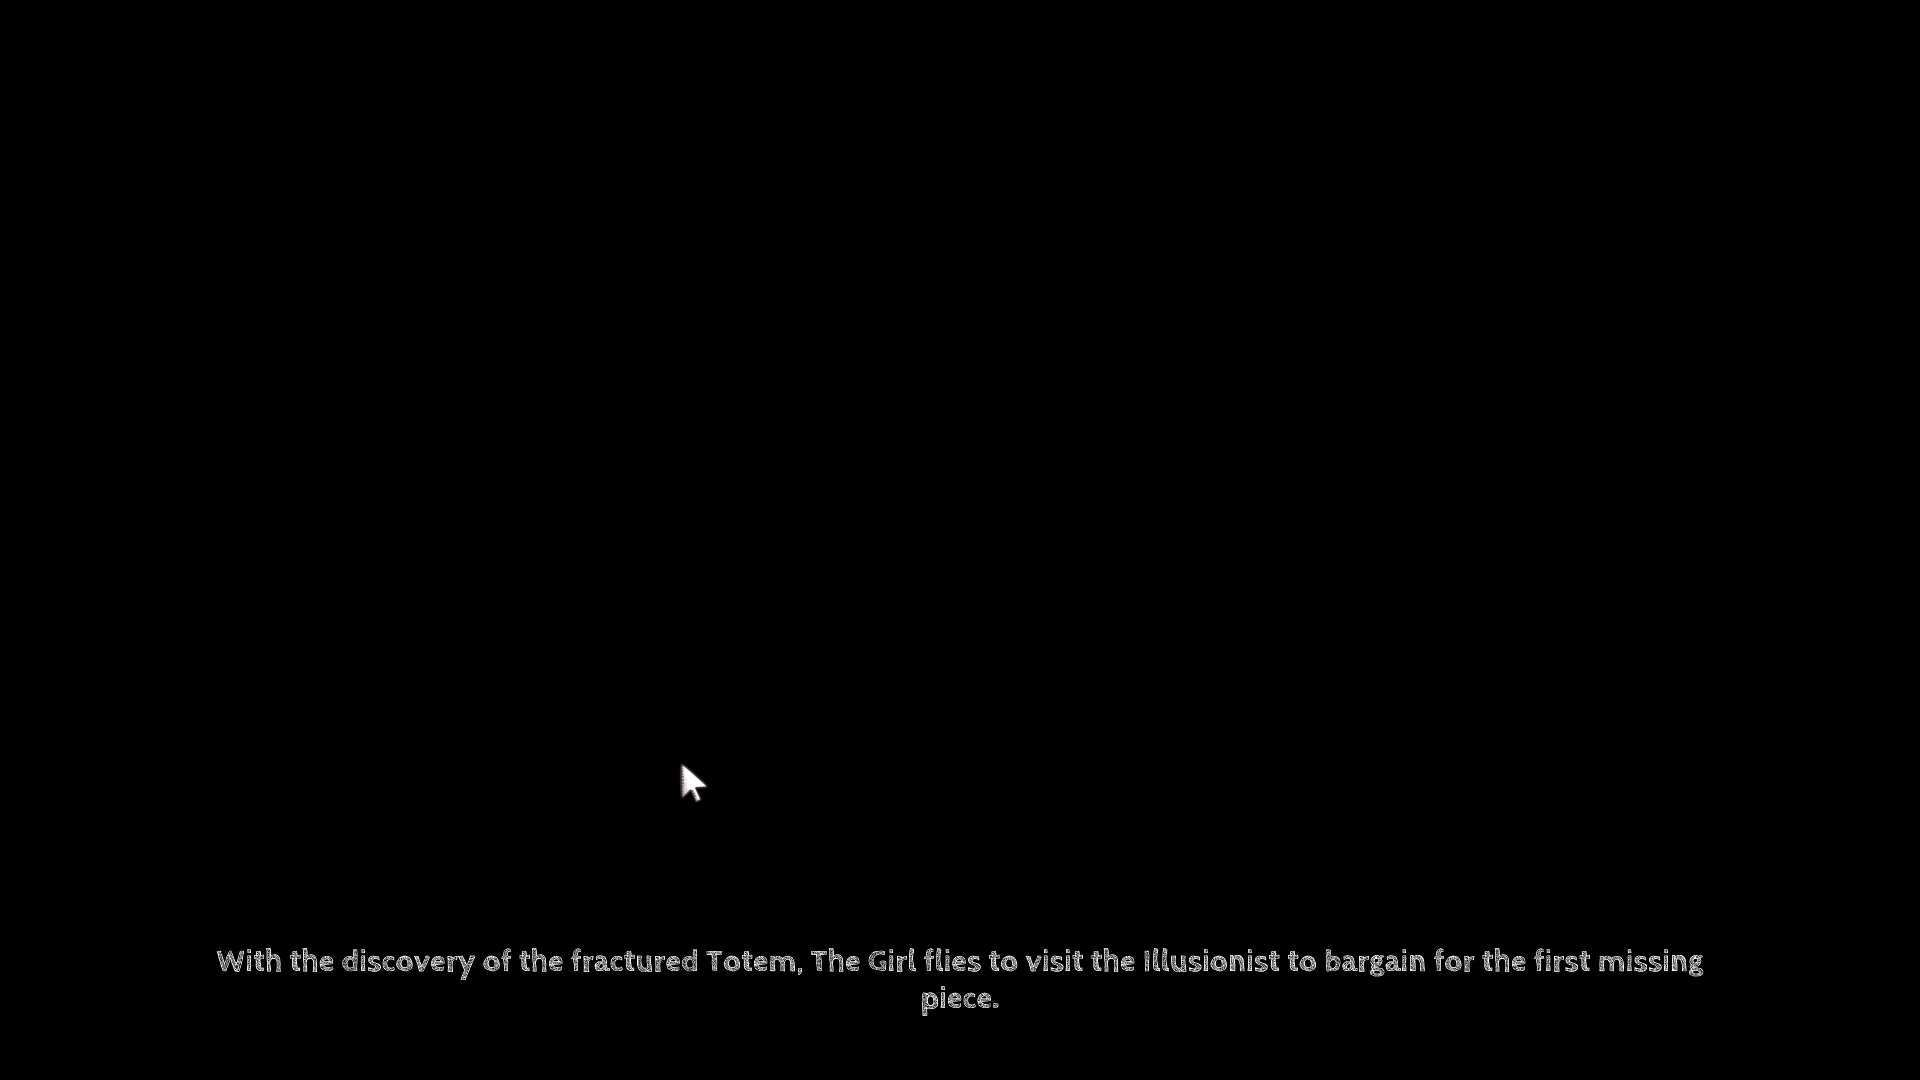 With the discovery of the fractured Totem, The Girl flies to visit the Illusionist to bargain for the first missing
piece.